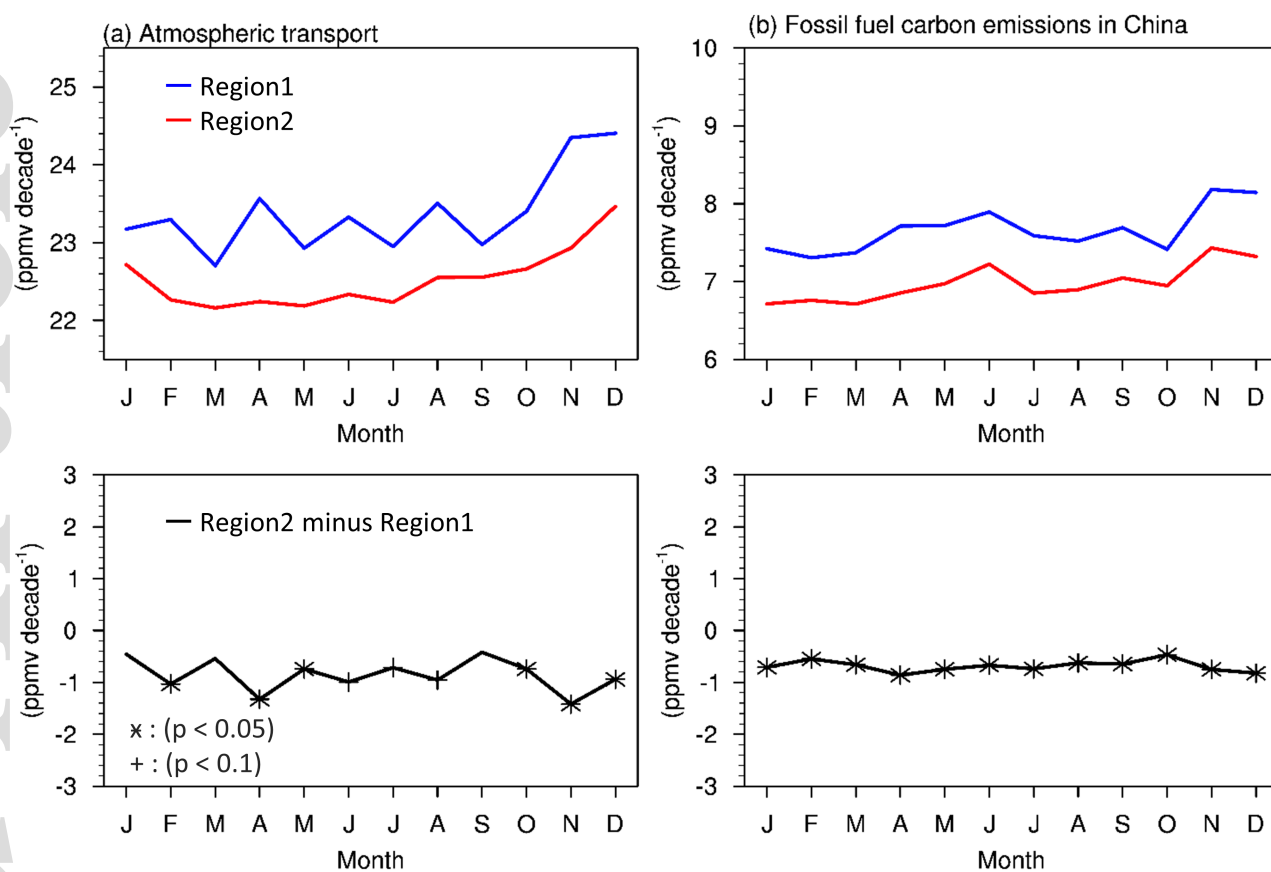 (a) Atmospheric transport
25
24
23
22
(ppmv decade-1)
Region1
Region2
J F M A M J J A S O N D
Month
(b) Fossil fuel carbon emissions in China
10
9
8
7
6
(ppmv decade-1)
J F M A M J J A S O N D
Month
3
2
1
0
-1
-2
-3
(ppmv decade-1)
Region2 minus Region1
* : (p < 0.05)
+ : (p < 0.1)
J F M A M J J A S O N D
Month
3
2
1
0
-1
-2
-3
(ppmv decade-1)
J F M A M J J A S O N D
Month